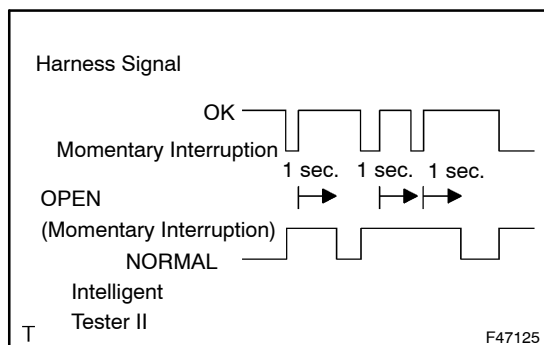 Harness Signal
OK
Momentary Interruption
1 sec. 1 sec. 1 sec.
OPEN
(Momentary Interruption)
NORMAL
Intelligent
Tester II
T F47125